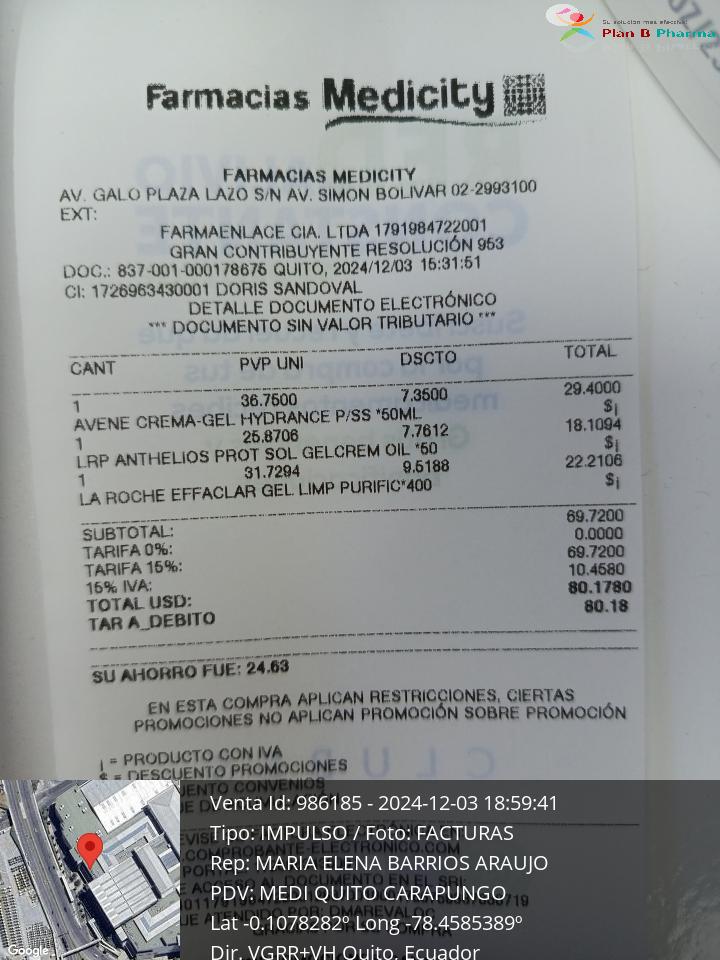 Su solución más efectiva!
Plan B Pharma
Farmacias Medicity
FARMACIAS MEDICITY
AV. GALO PLAZA LAZO S/N AV. SIMON BOLIVAR 02-2993100
EXT:
FARMAENLACE CIA. LTDA 1791984722001
GRAN CONTRIBUYENTE RESOLUCIÓN 953
DOC.: 837-001-000178675 QUITO, 2024/12/03 15:31:51
CI: 1726963430001 DORIS SANDOVAL
DETALLE DOCUMENTO ELECTRÓNICO
*** DOCUMENTO SIN VALOR TRIBUTARIO ***
CANT PVP UNI DSCTO TOTAL
1 36.7500 7.3500 29.4000
AVENE CREMA-GEL HYDRANCE P/SS *50ML $¡
1 25.8706 7.7612 18.1094
LRP ANTHELIOS PROT SOL GELCREM OIL *50 $¡
1 31.7294 9.5188 22.2106
LA ROCHE EFFACLAR GEL LIMP PURIFIC*400 $¡
SUBTOTAL: 69.7200
TARIFA 0%: 0.0000
TARIFA 15%: 69.7200
15% IVA: 10.4580
TOTAL USD: 80.1780
TAR A_DEBITO 80.18
SU AHORRO FUE: 24.63
EN ESTA COMPRA APLICAN RESTRICCIONES, CIERTAS
PROMOCIONES NO APLICAN PROMOCIÓN SOBRE PROMOCIÓN
¡ = PRODUCTO CON IVA
$ = DESCUENTO PROMOCIONES
CLUB
Venta Id: 986185 - 2024-12-03 18:59:41
Tipo: IMPULSO / Foto: FACTURAS
Rep: MARIA ELENA BARRIOS ARAUJO
PDV: MEDI QUITO CARAPUNGO
Lat -0.1078282º Long -78.4585389º
Dir. VGRR+VH Quito, Ecuador
Google